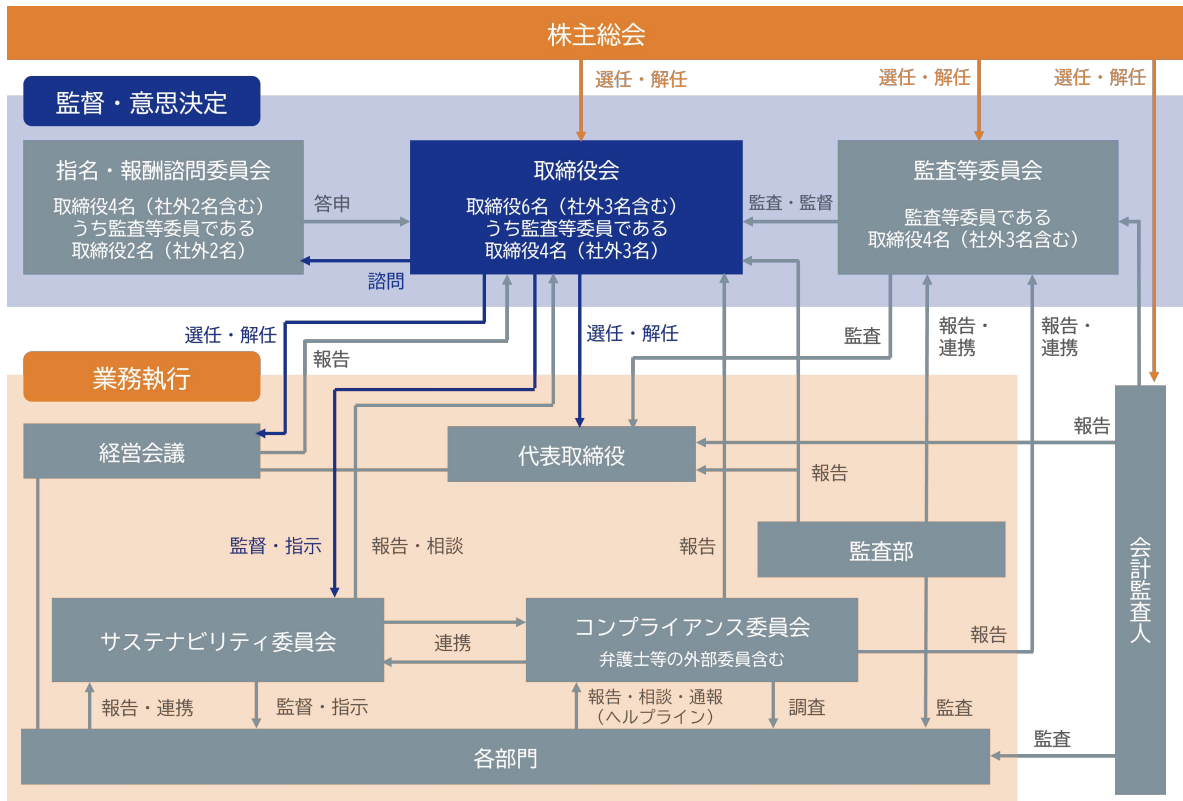 株主総会
選任・解任
選任・解任
選任・解任
監督・意思決定
指名・報酬諮問委員会
取締役4名（社外2名含む）
うち監査等委員である
取締役2名（社外2名）
答申
諮問
取締役会
取締役6名（社外3名含む）
うち監査等委員である
取締役4名（社外3名）
監査・監督
監査等委員会
監査等委員である
取締役4名（社外3名含む）
選任・解任
報告
選任・解任
監査
報告・
連携
報告・
連携
業務執行
経営会議
代表取締役
報告
報告
監督・指示
報告・相談
報告
監査部
会計監査人
サステナビリティ委員会
連携
コンプライアンス委員会
弁護士等の外部委員含む
報告
報告・連携
監督・指示
報告・相談・通報
（ヘルプライン）
調査
監査
各部門
監査